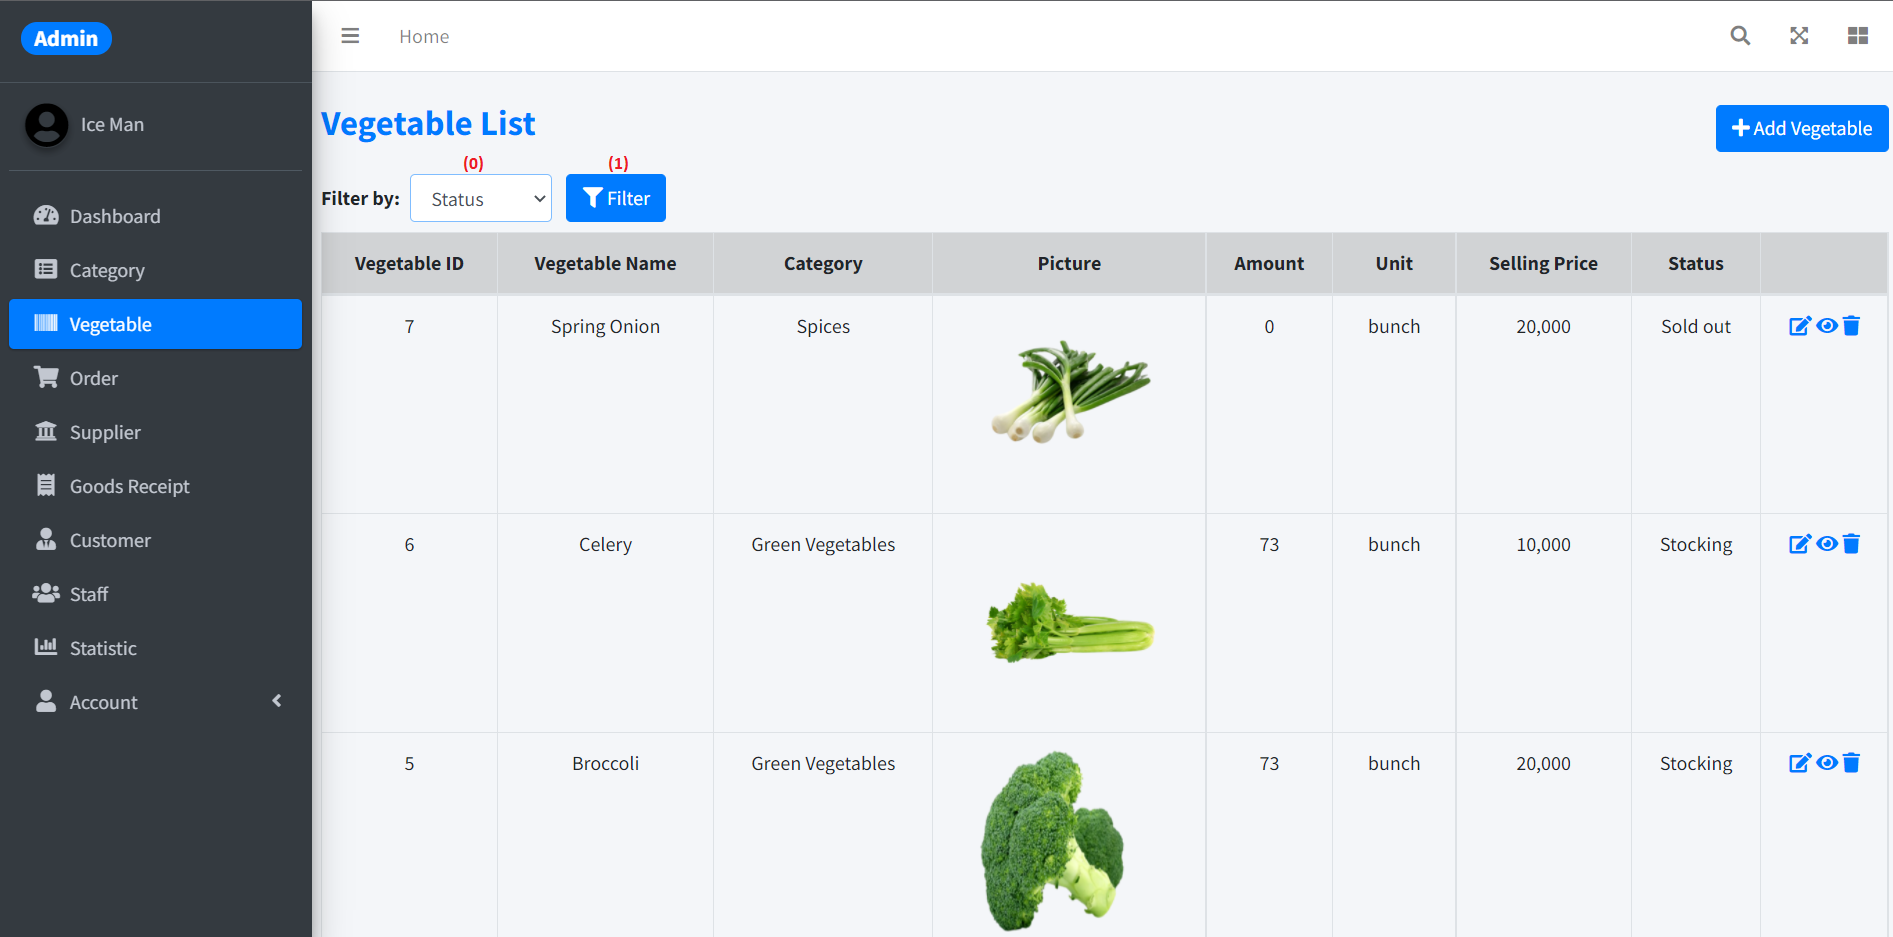 Admin
Home
Ice Man
Dashboard
Category
Vegetable
Order
Supplier
Goods Receipt
Customer
Staff
Statistic
Account
Vegetable List
Add Vegetable
(0) (1)
Filter by: Status Filter
Vegetable ID Vegetable Name Category Picture Amount Unit Selling Price Status
7 Spring Onion Spices 0 bunch 20,000 Sold out
6 Celery Green Vegetables 73 bunch 10,000 Stocking
5 Broccoli Green Vegetables 73 bunch 20,000 Stocking